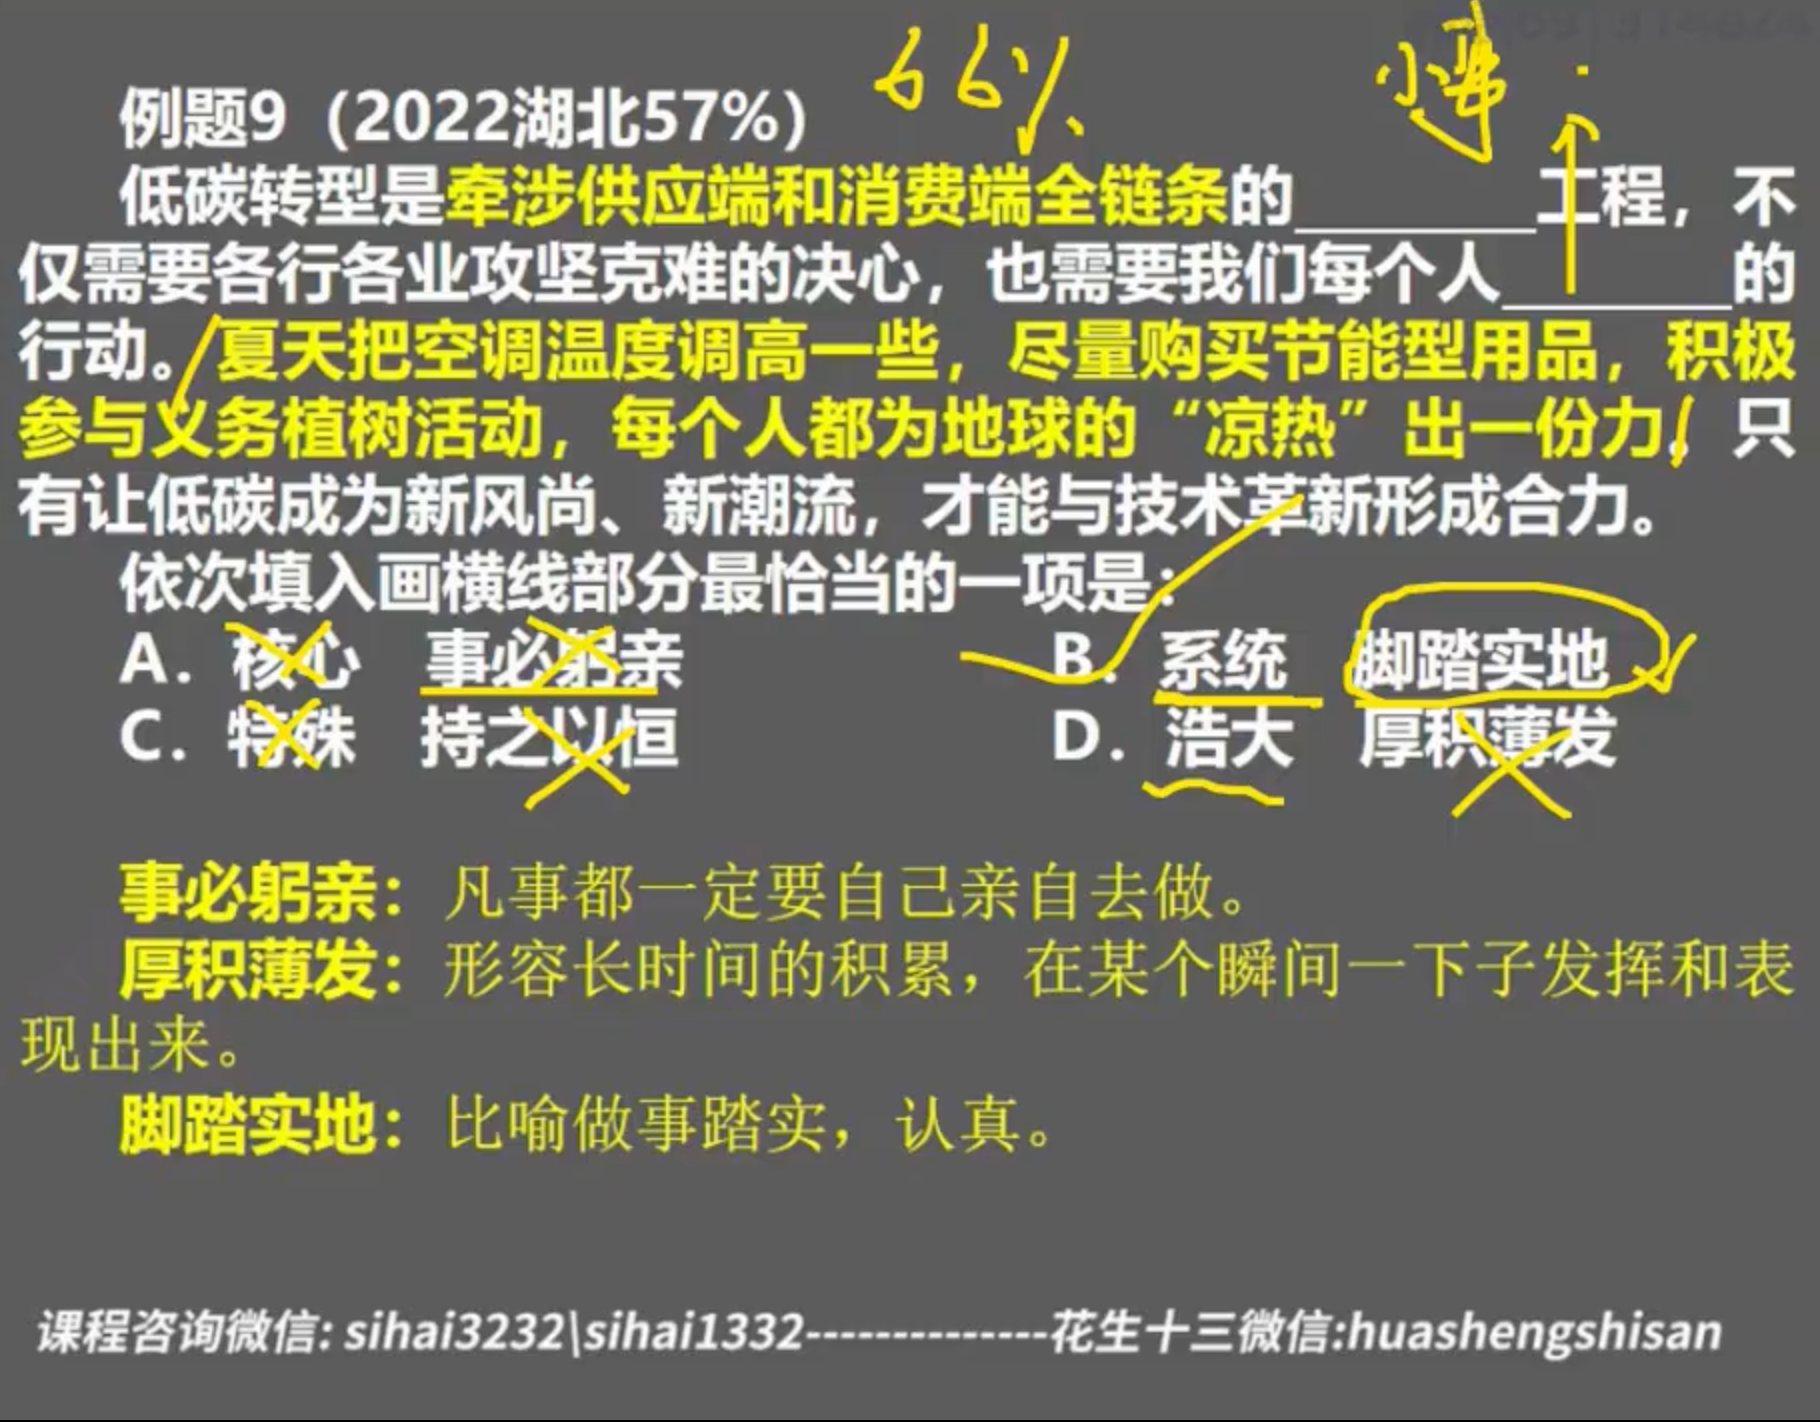 66%
小事
例题9（2022湖北57%）
低碳转型是牵涉供应端和消费端全链条的________工程，不
仅需要各行各业攻坚克难的决心，也需要我们每个人________的
行动。夏天把空调温度调高一些，尽量购买节能型用品，积极
参与义务植树活动，每个人都为地球的“凉热”出一份力。只
有让低碳成为新风尚、新潮流，才能与技术革新形成合力。
依次填入画横线部分最恰当的一项是：
A. 核心 事必躬亲 B. 系统 脚踏实地
C. 特殊 持之以恒 D. 浩大 厚积薄发
事必躬亲：凡事都一定要自己亲自去做。
厚积薄发：形容长时间的积累，在某个瞬间一下子发挥和表
现出来。
脚踏实地：比喻做事踏实，认真。
课程咨询微信: sihai3232\sihai1332--------------花生十三微信:huashengshisan